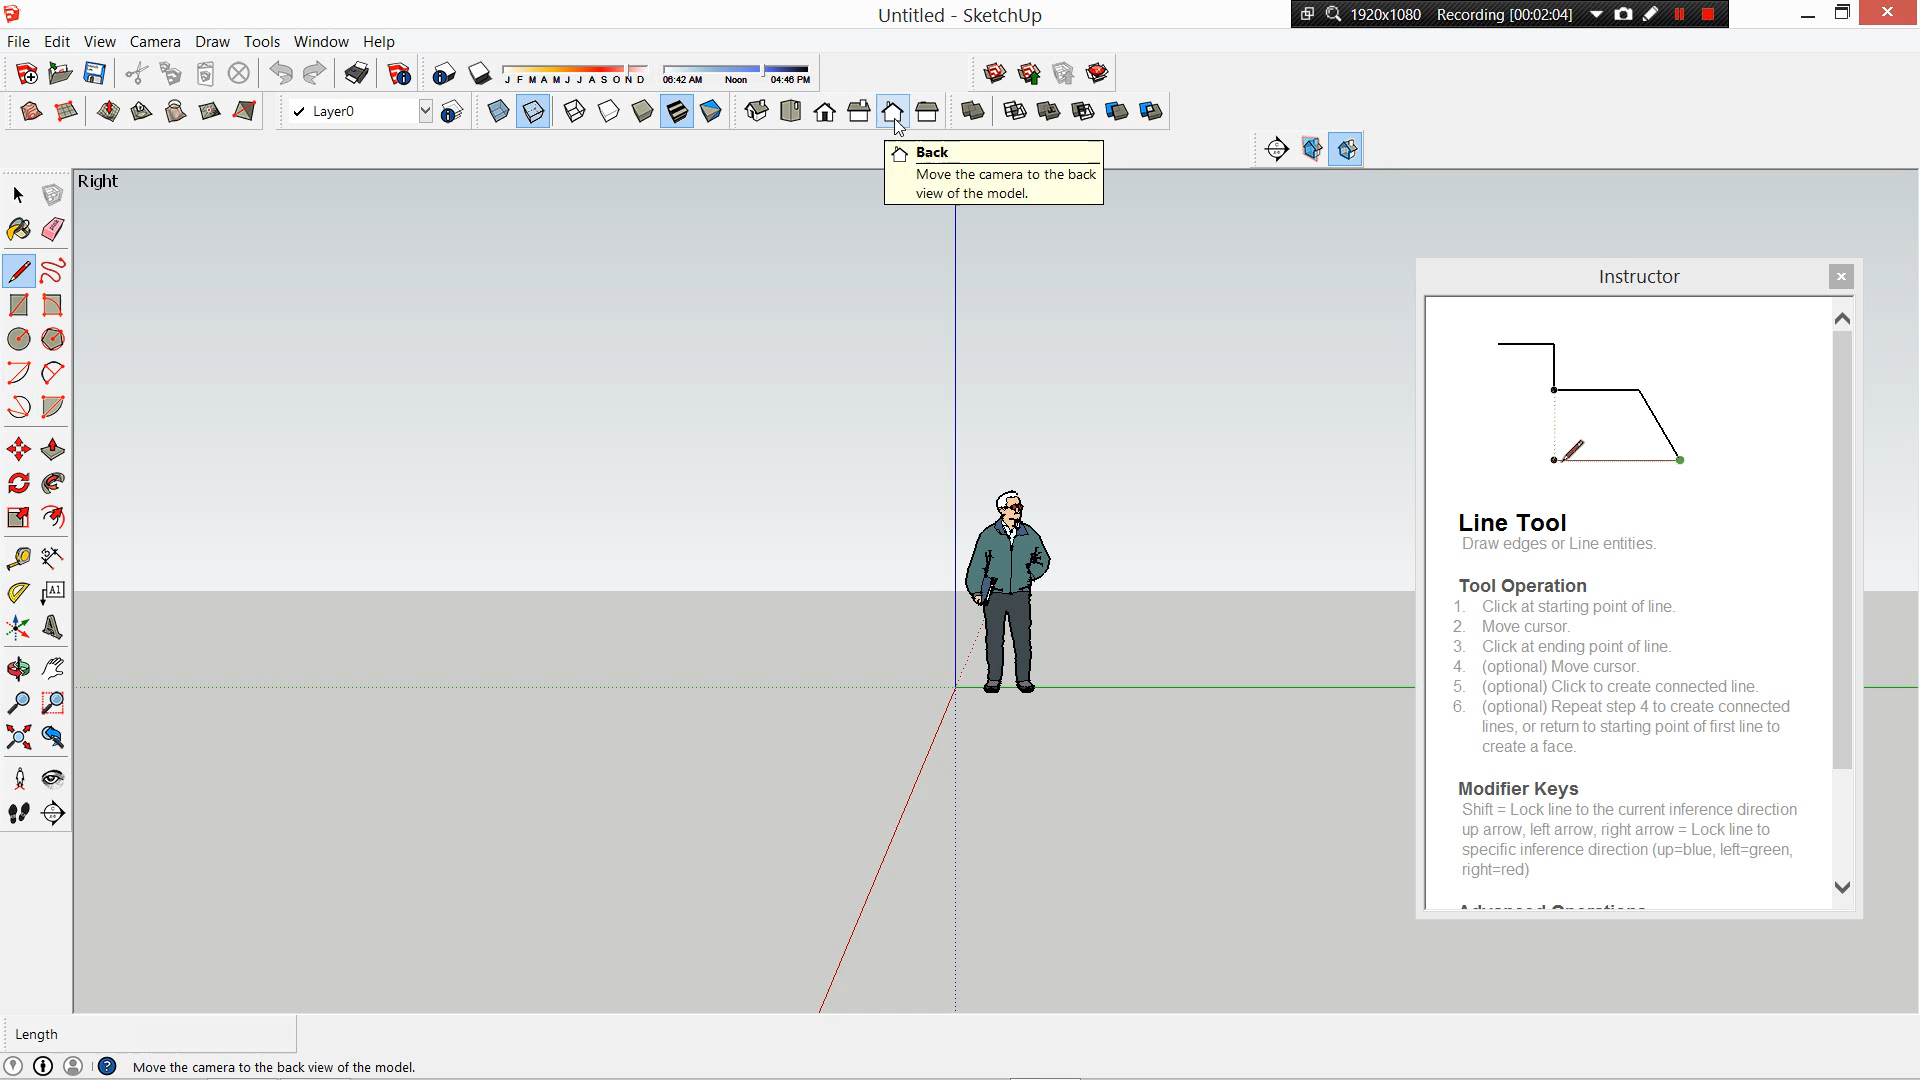 Untitled - SketchUp
1920x1080 Recording [00:02:04]
File Edit View Camera Draw Tools Window Help
J F M A M J J A S O N D 06:42 AM Noon 04:46 PM
Layer0
Back
Move the camera to the back
view of the model.
Right
Instructor
Line Tool
Draw edges or Line entities.
Tool Operation
1. Click at starting point of line.
2. Move cursor.
3. Click at ending point of line.
4. (optional) Move cursor.
5. (optional) Click to create connected line.
6. (optional) Repeat step 4 to create connected
lines, or return to starting point of first line to
create a face.
Modifier Keys
Shift = Lock line to the current inference direction
up arrow, left arrow, right arrow = Lock line to
specific inference direction (up=blue, left=green,
right=red)
A1
Length
Move the camera to the back view of the model.